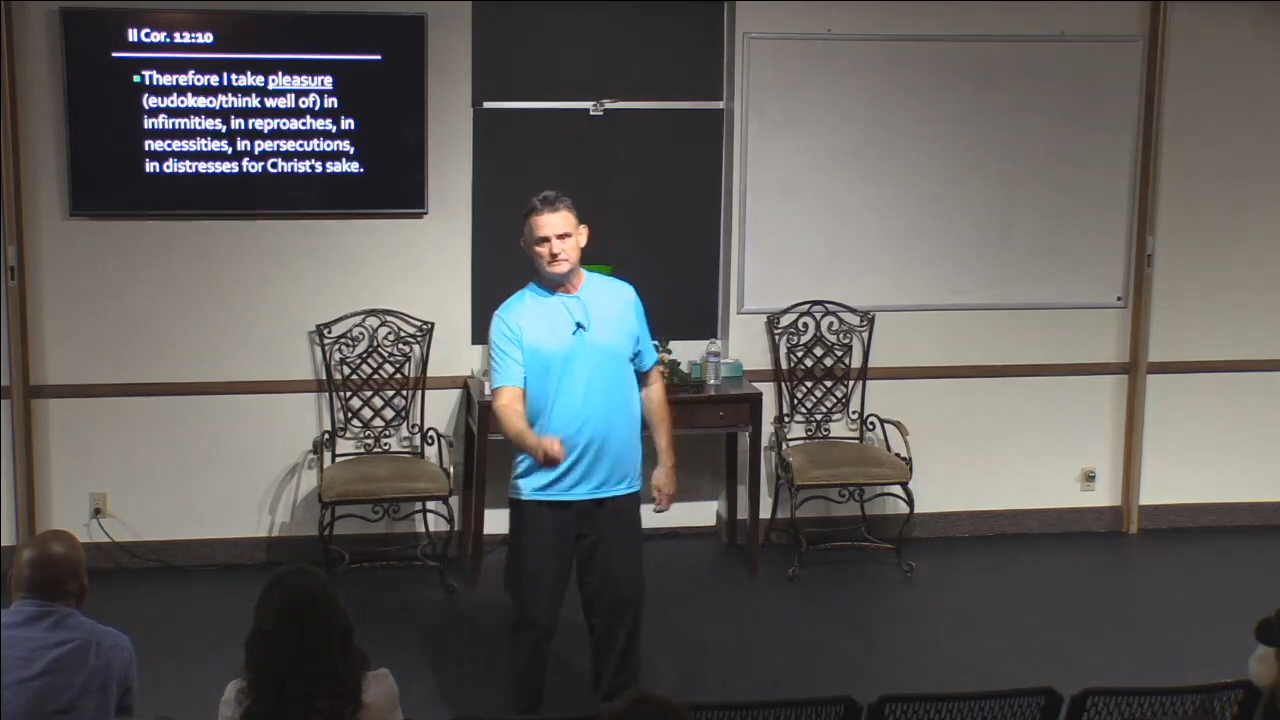 II Cor. 12:10
Therefore I take pleasure
(eudokeo/think well of) in
infirmities, in reproaches, in
necessities, in persecutions,
in distresses for Christ's sake.